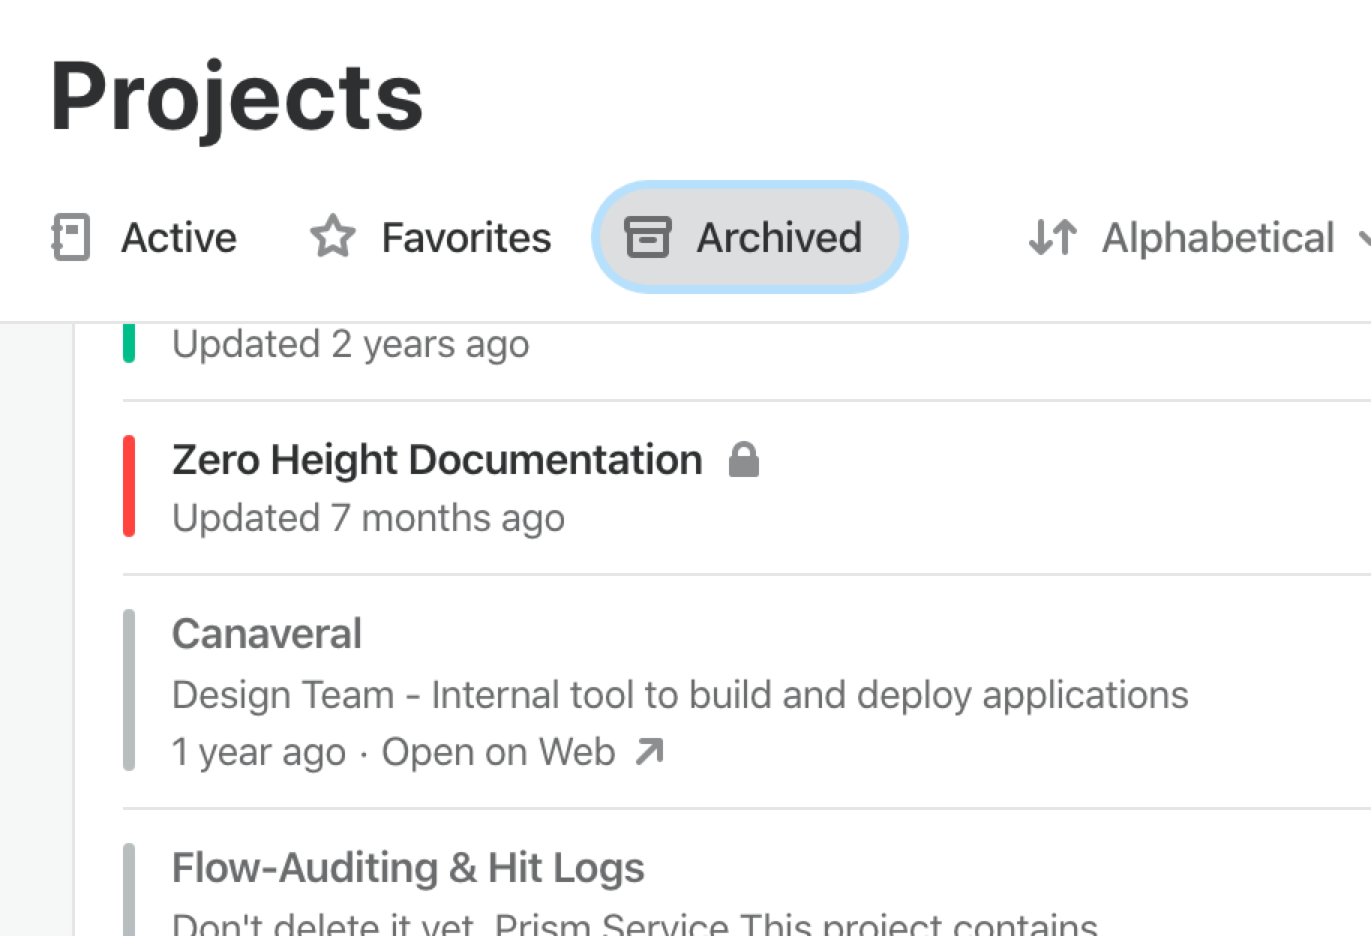 Projects
Active Favorites Archived Alphabetical
Updated 2 years ago
Zero Height Documentation
Updated 7 months ago
Canaveral
Design Team - Internal tool to build and deploy applications
1 year ago · Open on Web
Flow-Auditing & Hit Logs
Don't delete it yet. Prism Service This project contains